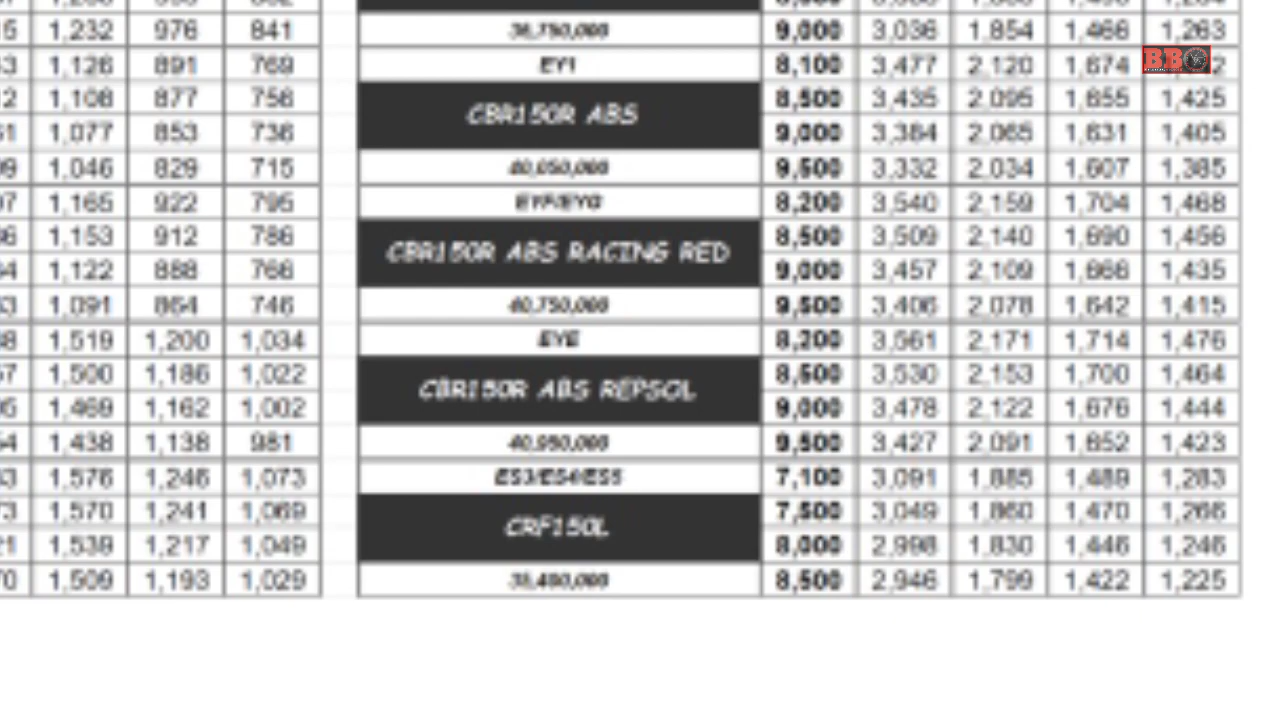 1,232 976 841 36,750,000 9,000 3,036 1,854 1,466 1,263
1,126 891 769 EY1 8,100 3,477 2,120 1,674
BBO
1,108 877 756 CBR150R ABS 8,500 3,435 2,095 1,655 1,425
1,077 853 736 9,000 3,384 2,065 1,631 1,405
1,046 829 715 40,050,000 9,500 3,332 2,034 1,607 1,385
1,165 922 795 8,200 3,540 2,159 1,704 1,468
1,153 912 786 CBR150R ABS RACING RED 8,500 3,509 2,140 1,690 1,456
1,122 888 766 9,000 3,457 2,109 1,666 1,435
1,091 864 746 40,750,000 9,500 3,406 2,078 1,642 1,415
1,519 1,200 1,034 EYE 8,200 3,561 2,171 1,714 1,476
1,500 1,186 1,022 CBR150R ABS REPSOL 8,500 3,530 2,153 1,700 1,464
1,469 1,162 1,002 9,000 3,478 2,122 1,676 1,444
1,438 1,138 981 40,950,000 9,500 3,427 2,091 1,652 1,423
1,576 1,246 1,073 ES3/ES4/ES5 7,100 3,091 1,885 1,489 1,283
1,570 1,241 1,069 CRF150L 7,500 3,049 1,860 1,470 1,266
1,539 1,217 1,049 8,000 2,998 1,830 1,446 1,246
1,509 1,193 1,029 35,400,000 8,500 2,946 1,799 1,422 1,225